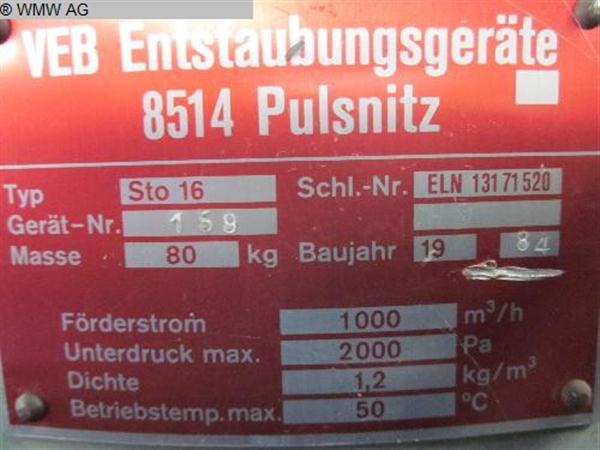 ® WMW AG
VEB Entstaubungsgeräte
8514 Pulsnitz
Typ Sto 16 Schl.-Nr. ELN 131 71 520
Gerät-Nr. 159
Masse 80 kg Baujahr 19 84
Förderstrom 1000 m³/h
Unterdruck max. 2000 Pa
Dichte 1,2 kg/m³
Betriebstemp. max. 50 °C